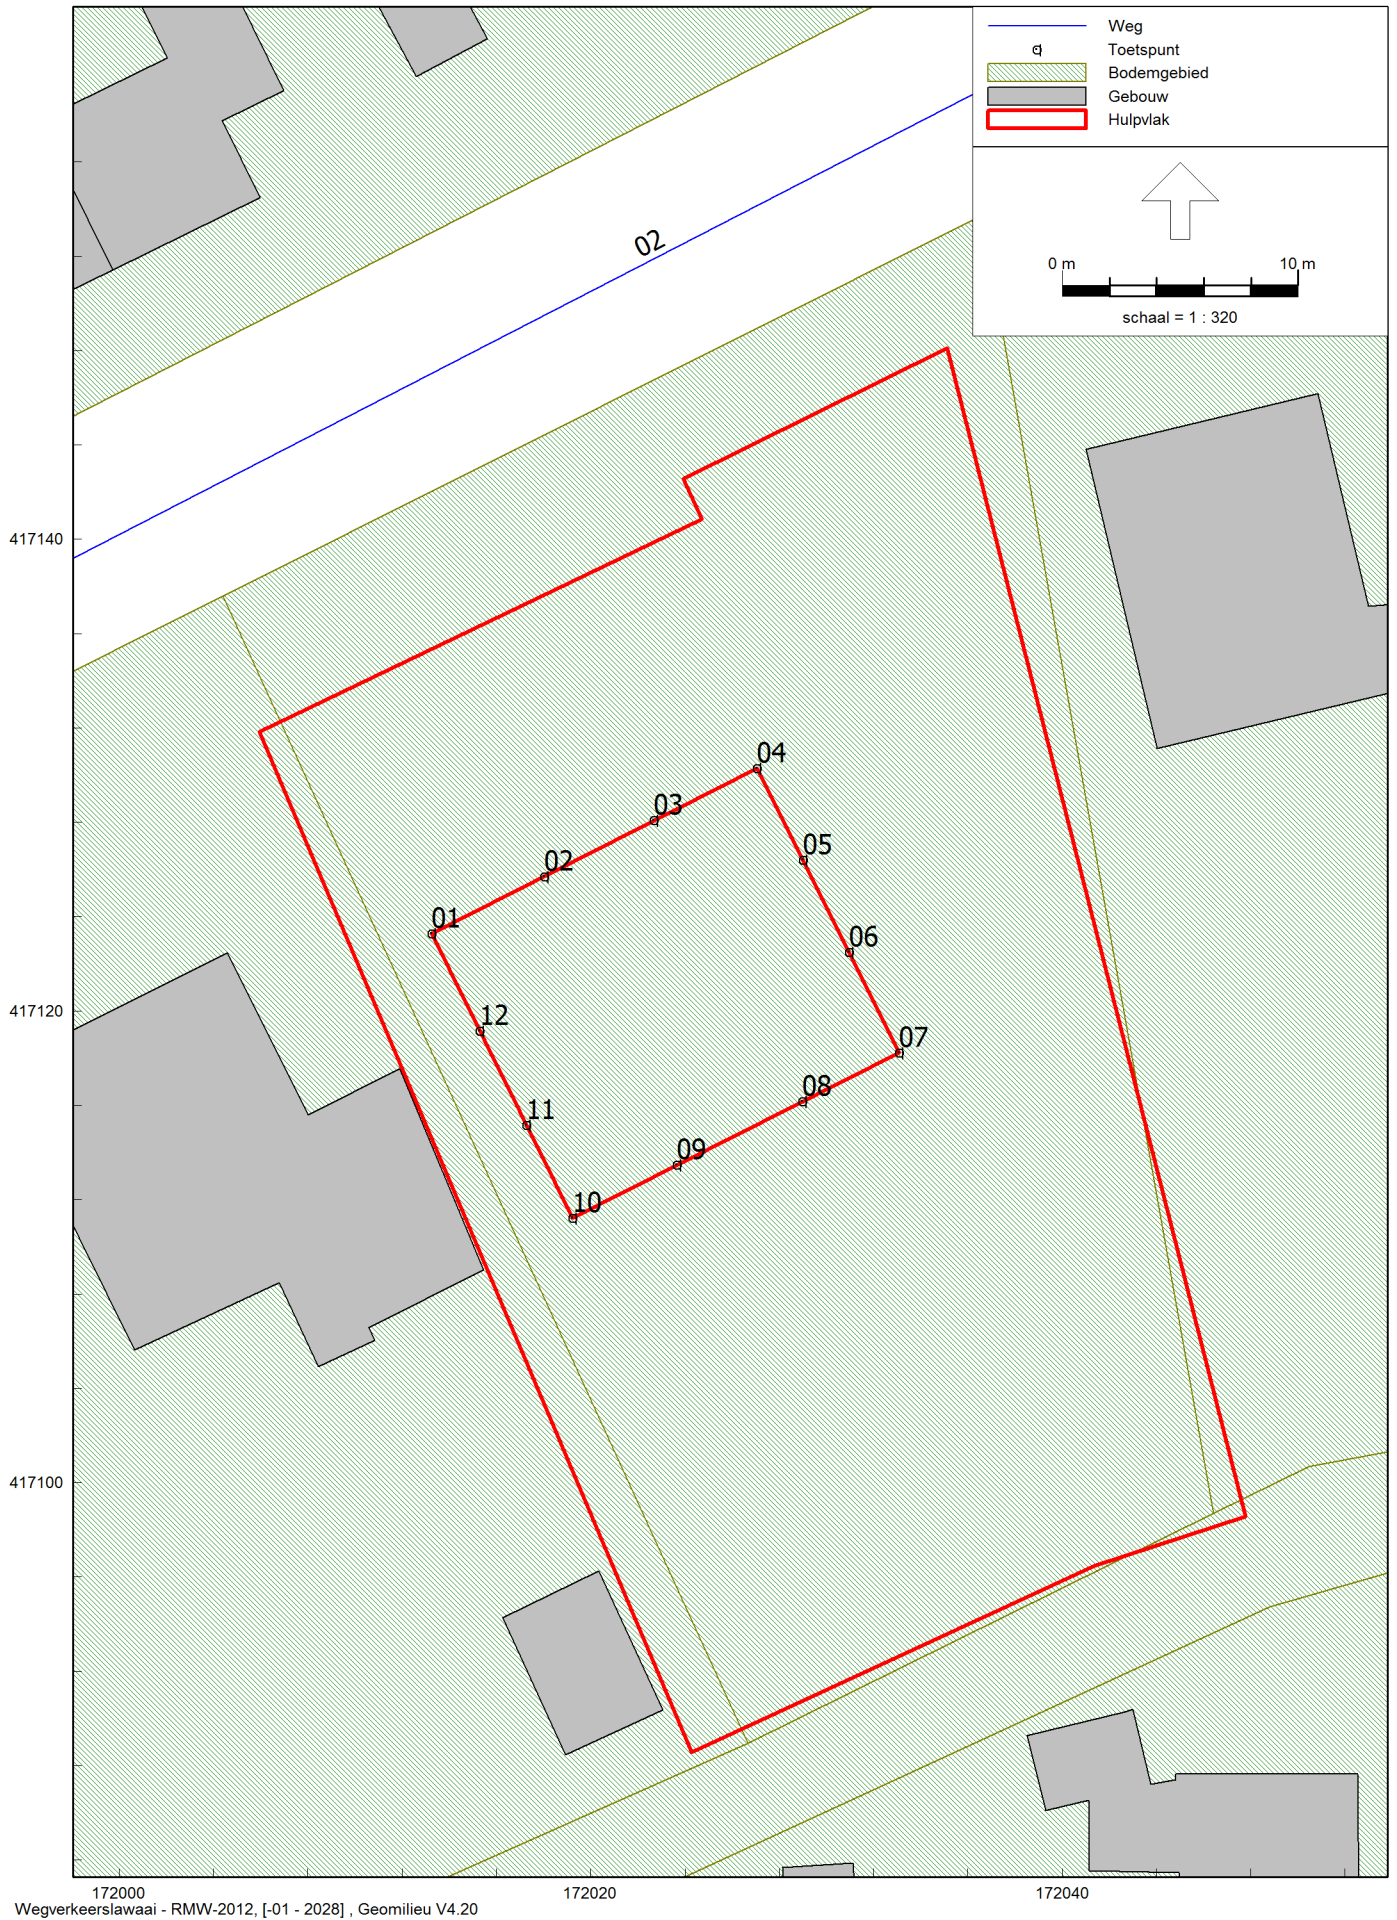 Weg
Toetspunt
Bodemgebied
Gebouw
Hulpvlak
0 m 10 m
schaal = 1 : 320
02
417140
04
03
05
02
01
06
417120
12
07
08
11
09
10
417100
172000 172020 172040
Wegverkeerslawaai - RMW-2012, [-01 - 2028] , Geomilieu V4.20